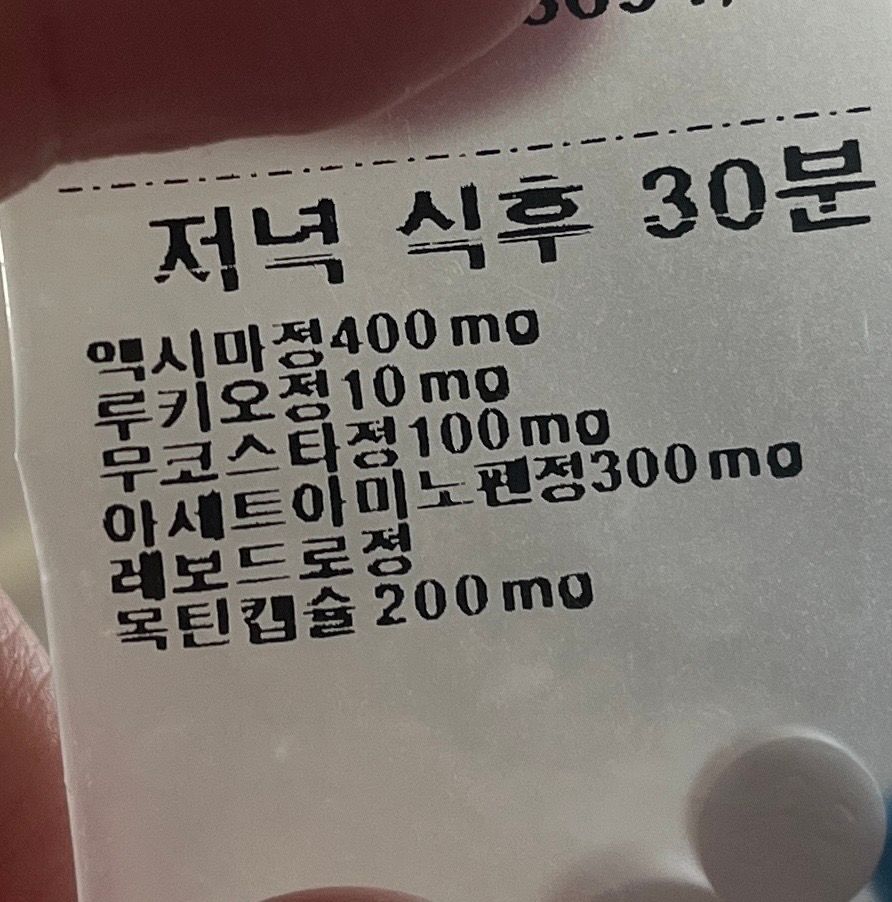 저녁 식후 30분
액시마정400mg
루키오정10mg
무코스타정100mg
아세트아미노펜정300mg
레보드로정
목틴캡슐200mg